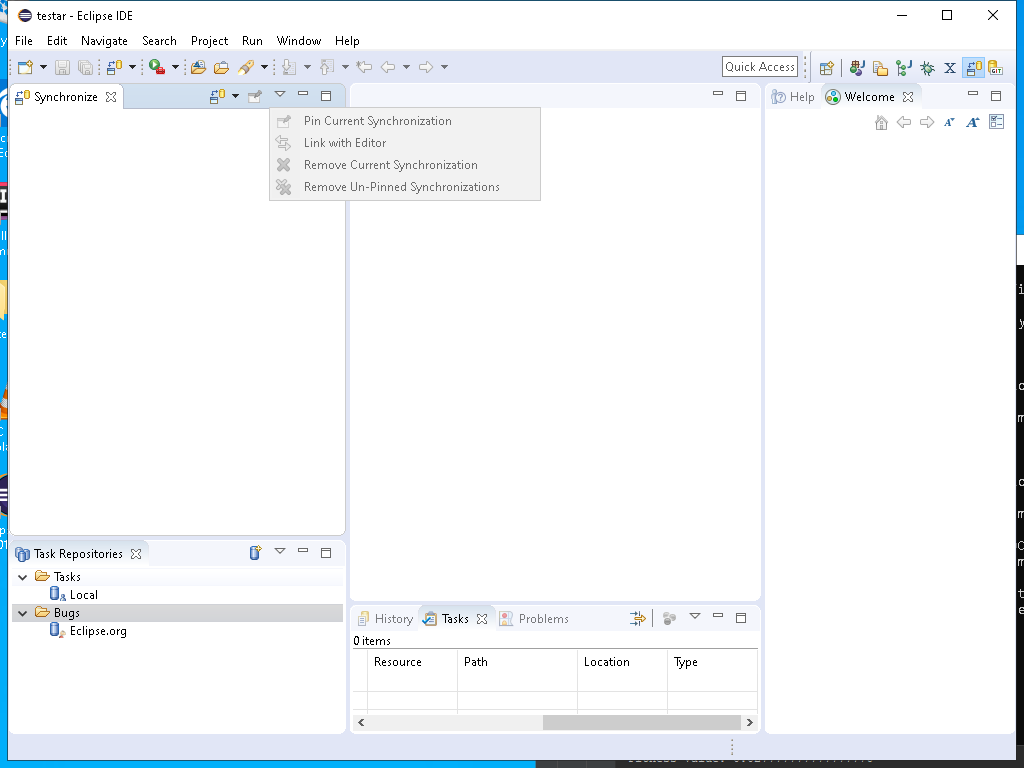 testar - Eclipse IDE
File Edit Navigate Search Project Run Window Help
Quick Access
Synchronize
Help Welcome
Pin Current Synchronization
Link with Editor
Remove Current Synchronization
Remove Un-Pinned Synchronizations
Task Repositories
Tasks
Local
Bugs
Eclipse.org
History Tasks Problems
0 items
Resource Path Location Type